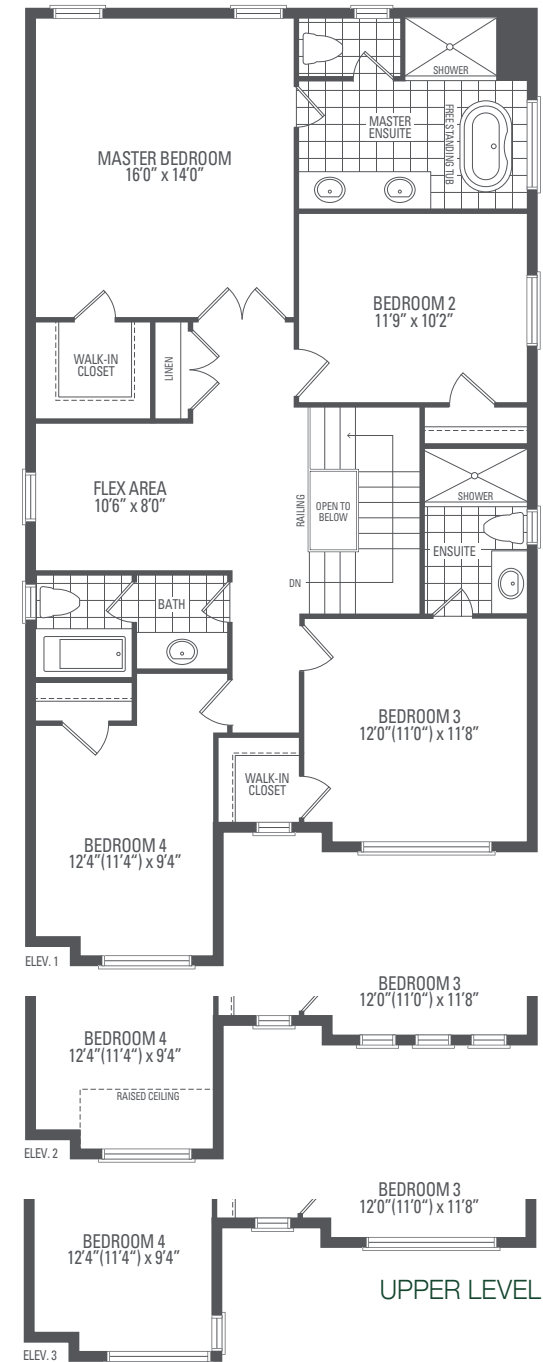 SHOWER
MASTER
ENSUITE
FREE STANDING TUB
MASTER BEDROOM
16'0" x 14'0"
BEDROOM 2
11'9" x 10'2"
WALK-IN
CLOSET
LINEN
FLEX AREA
10'6" x 8'0"
RAILING
OPEN TO
BELOW
SHOWER
ENSUITE
DN
BATH
BEDROOM 3
12'0"(11'0") x 11'8"
WALK-IN
CLOSET
BEDROOM 4
12'4"(11'4") x 9'4"
ELEV. 1
BEDROOM 3
12'0"(11'0") x 11'8"
BEDROOM 4
12'4"(11'4") x 9'4"
RAISED CEILING
ELEV. 2
BEDROOM 3
12'0"(11'0") x 11'8"
BEDROOM 4
12'4"(11'4") x 9'4"
UPPER LEVEL
ELEV. 3